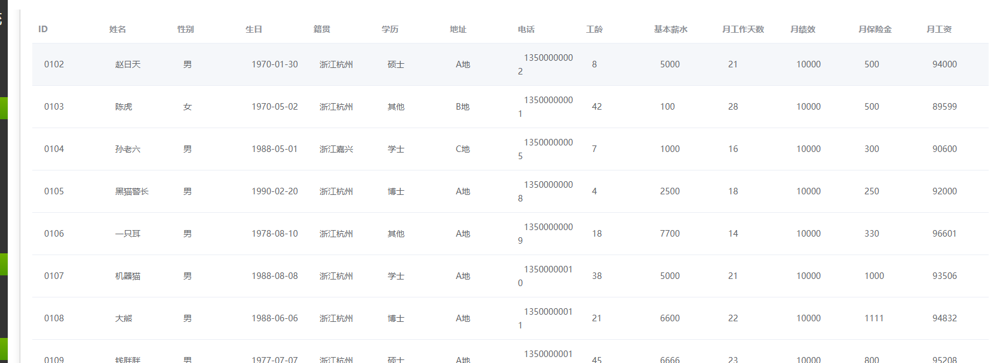 ID 姓名 性别 生日 籍贯 学历 地址 电话 工龄 基本薪水 月工作天数 月绩效 月保险金 月工资
0102 赵日天 男 1970-01-30 浙江杭州 硕士 A地 13500000002 8 5000 21 10000 500 94000
0103 陈虎 女 1970-05-02 浙江杭州 其他 B地 13500000001 42 100 28 10000 500 89599
0104 孙老六 男 1988-05-01 浙江嘉兴 学士 C地 13500000005 7 1000 16 10000 300 90600
0105 黑猫警长 男 1990-02-20 浙江杭州 博士 A地 13500000008 4 2500 18 10000 250 92000
0106 一只耳 男 1978-08-10 浙江杭州 其他 A地 13500000009 18 7700 14 10000 330 96601
0107 机器猫 男 1988-08-08 浙江杭州 学士 A地 13500000010 38 5000 21 10000 1000 93506
0108 大熊 男 1988-06-06 浙江杭州 博士 A地 13500000011 21 6600 22 10000 1111 94832
0109 钱胖胖 男 1977-07-07 浙江杭州 硕士 A地 1350000001 45 6666 23 10000 800 95208